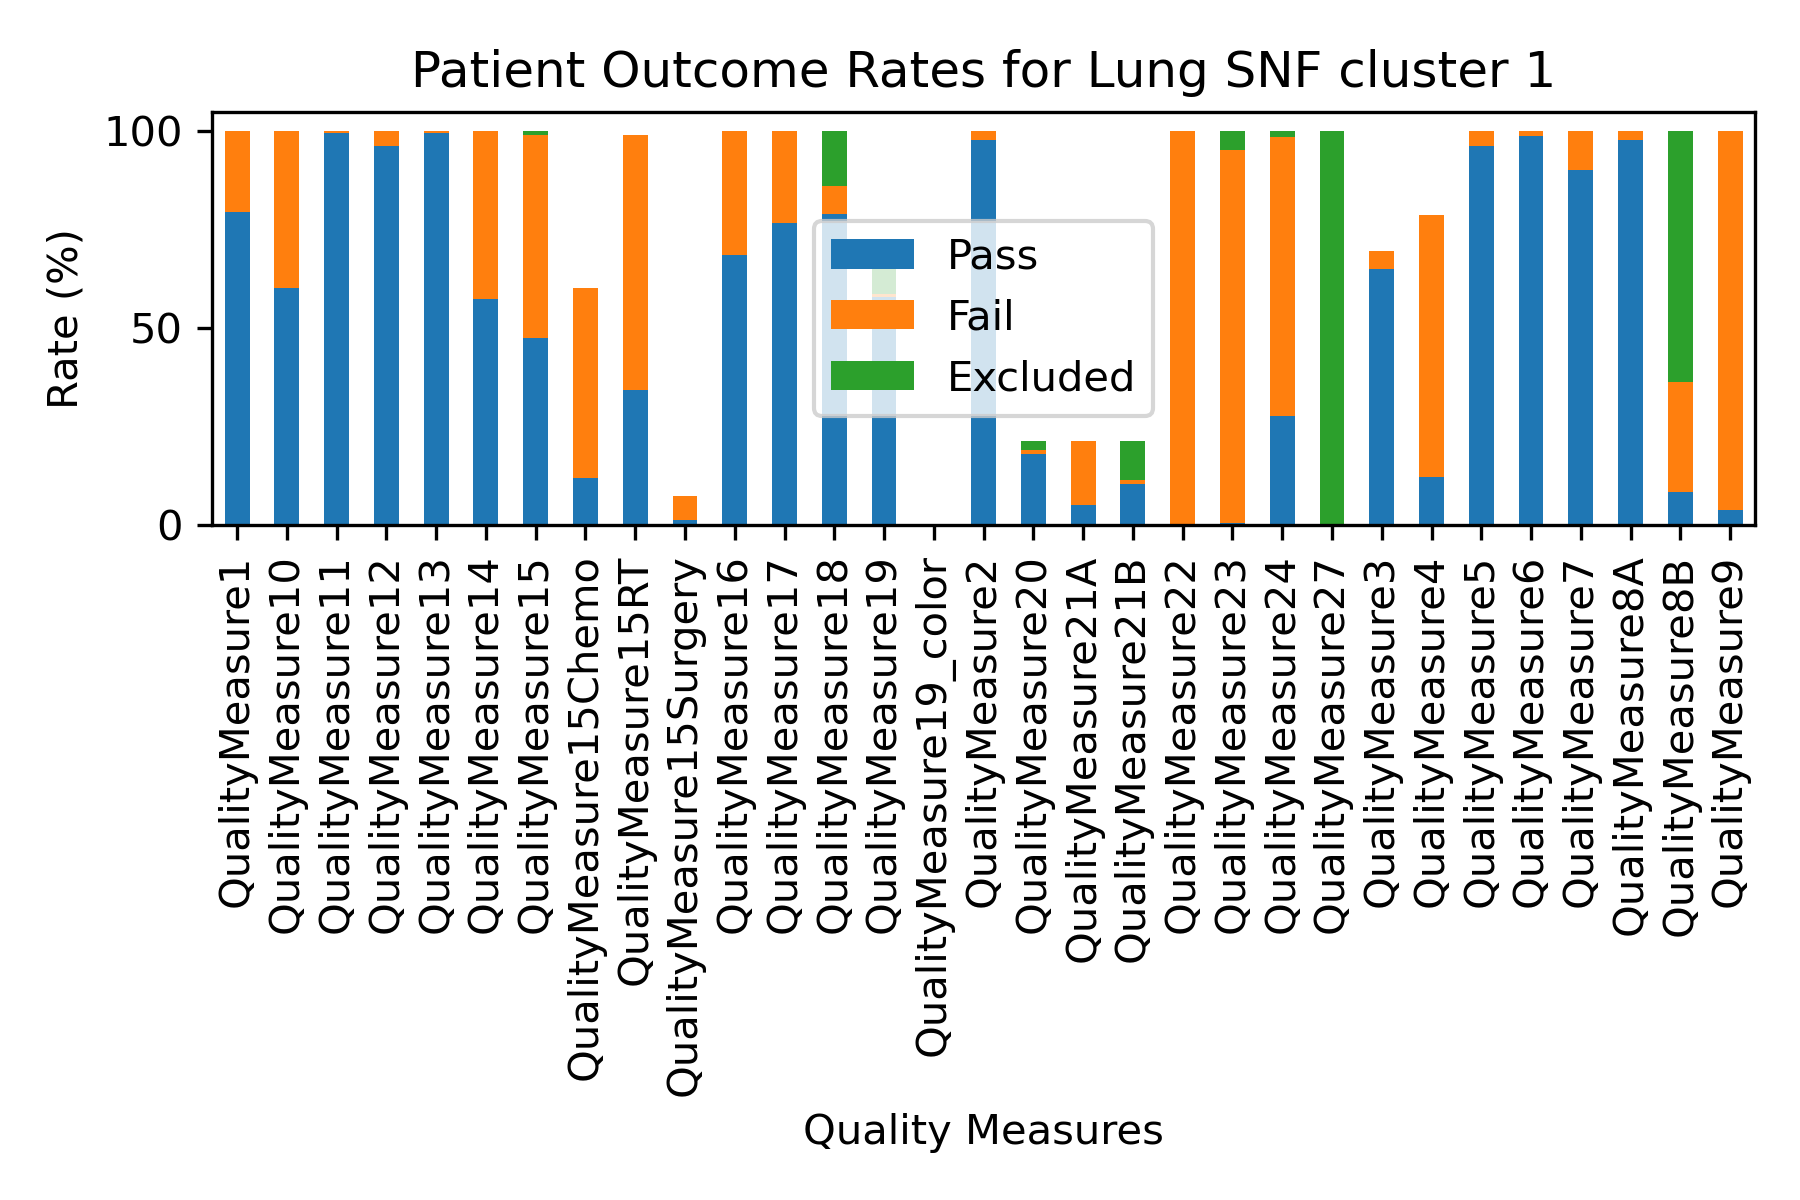 Patient Outcome Rates for Lung SNF cluster 1
Rate (%)
100
50
0
Pass
Fail
Excluded
QualityMeasure1
QualityMeasure10
QualityMeasure11
QualityMeasure12
QualityMeasure13
QualityMeasure14
QualityMeasure15
QualityMeasure15Chemo
QualityMeasure15RT
QualityMeasure15Surgery
QualityMeasure16
QualityMeasure17
QualityMeasure18
QualityMeasure19
QualityMeasure19_color
QualityMeasure2
QualityMeasure20
QualityMeasure21A
QualityMeasure21B
QualityMeasure22
QualityMeasure23
QualityMeasure24
QualityMeasure27
QualityMeasure3
QualityMeasure4
QualityMeasure5
QualityMeasure6
QualityMeasure7
QualityMeasure8A
QualityMeasure8B
QualityMeasure9
Quality Measures